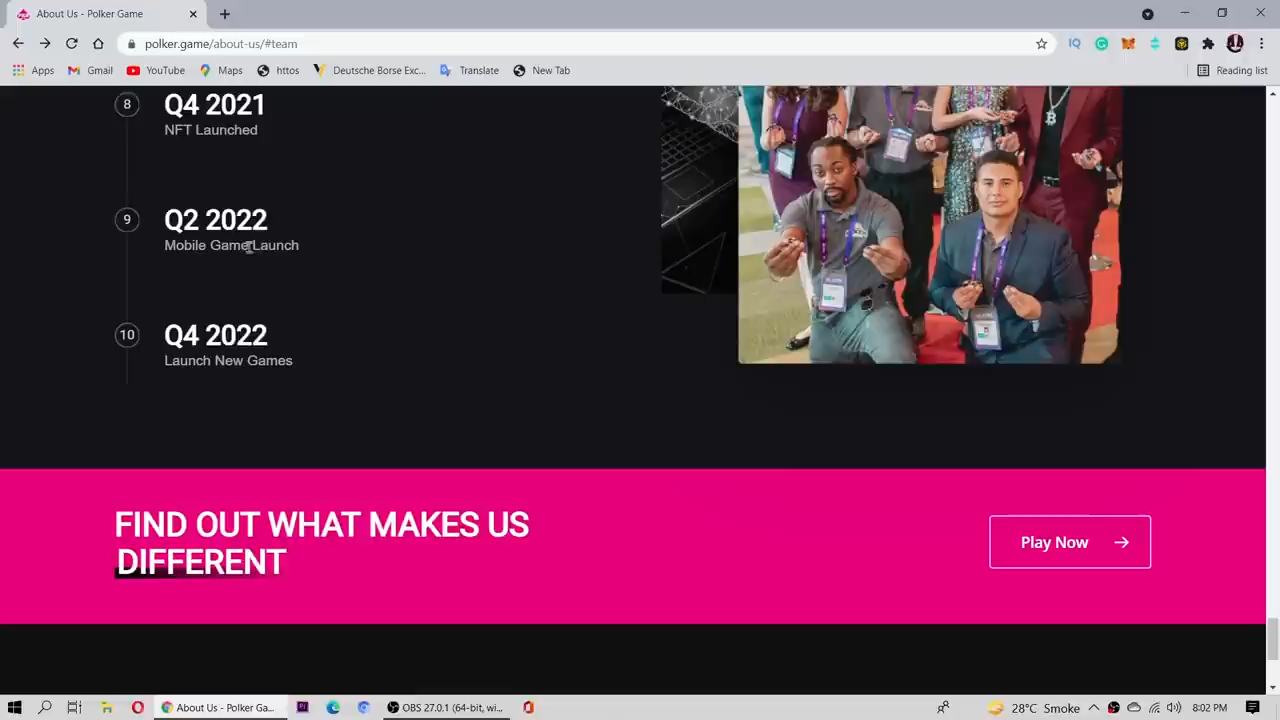 About Us - Polker Game
polker.game/about-us/#team
Apps
Gmail
YouTube
Maps
httos
Deutsche Borse Exc...
Translate
New Tab
Reading list
8
Q4 2021
NFT Launched
9
Q2 2022
Mobile Game Launch
10
Q4 2022
Launch New Games
FIND OUT WHAT MAKES US
DIFFERENT
Play Now
About Us - Polker Ga...
OBS 27.0.1 (64-bit, wi...
28°C Smoke
8:02 PM